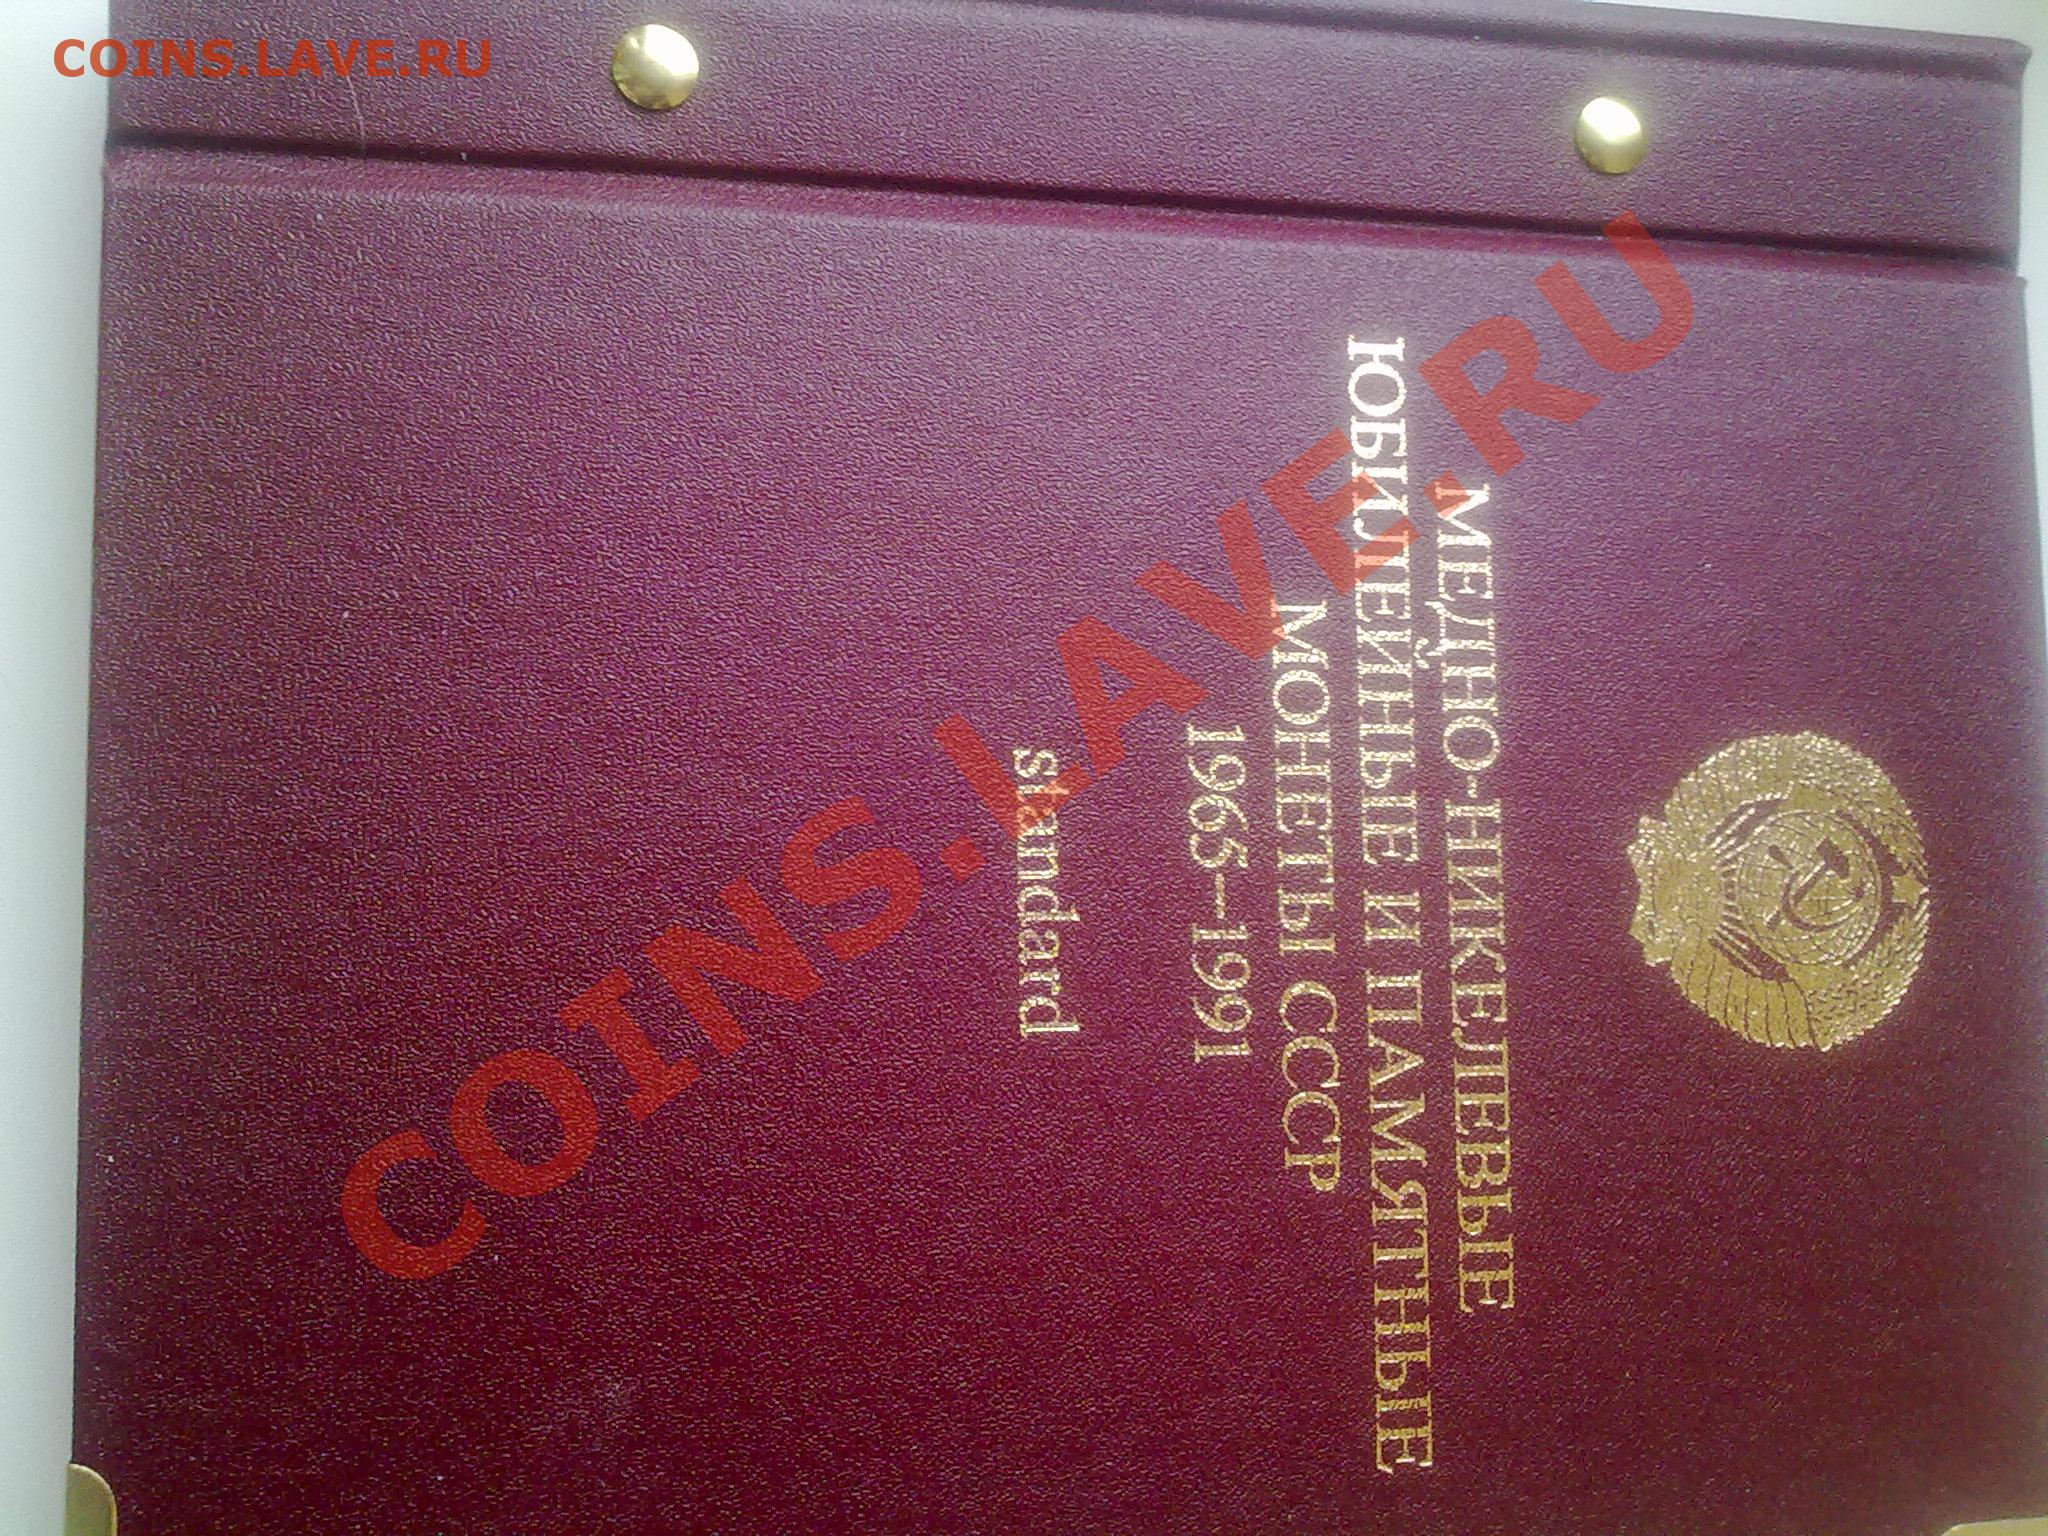 COINS.LAVE.RU
МЕДНО-НИКЕЛЕВЫЕ
ЮБИЛЕЙНЫЕ И ПАМЯТНЫЕ
МОНЕТЫ СССР
1965-1991
standard
COINS.LAVE.RU